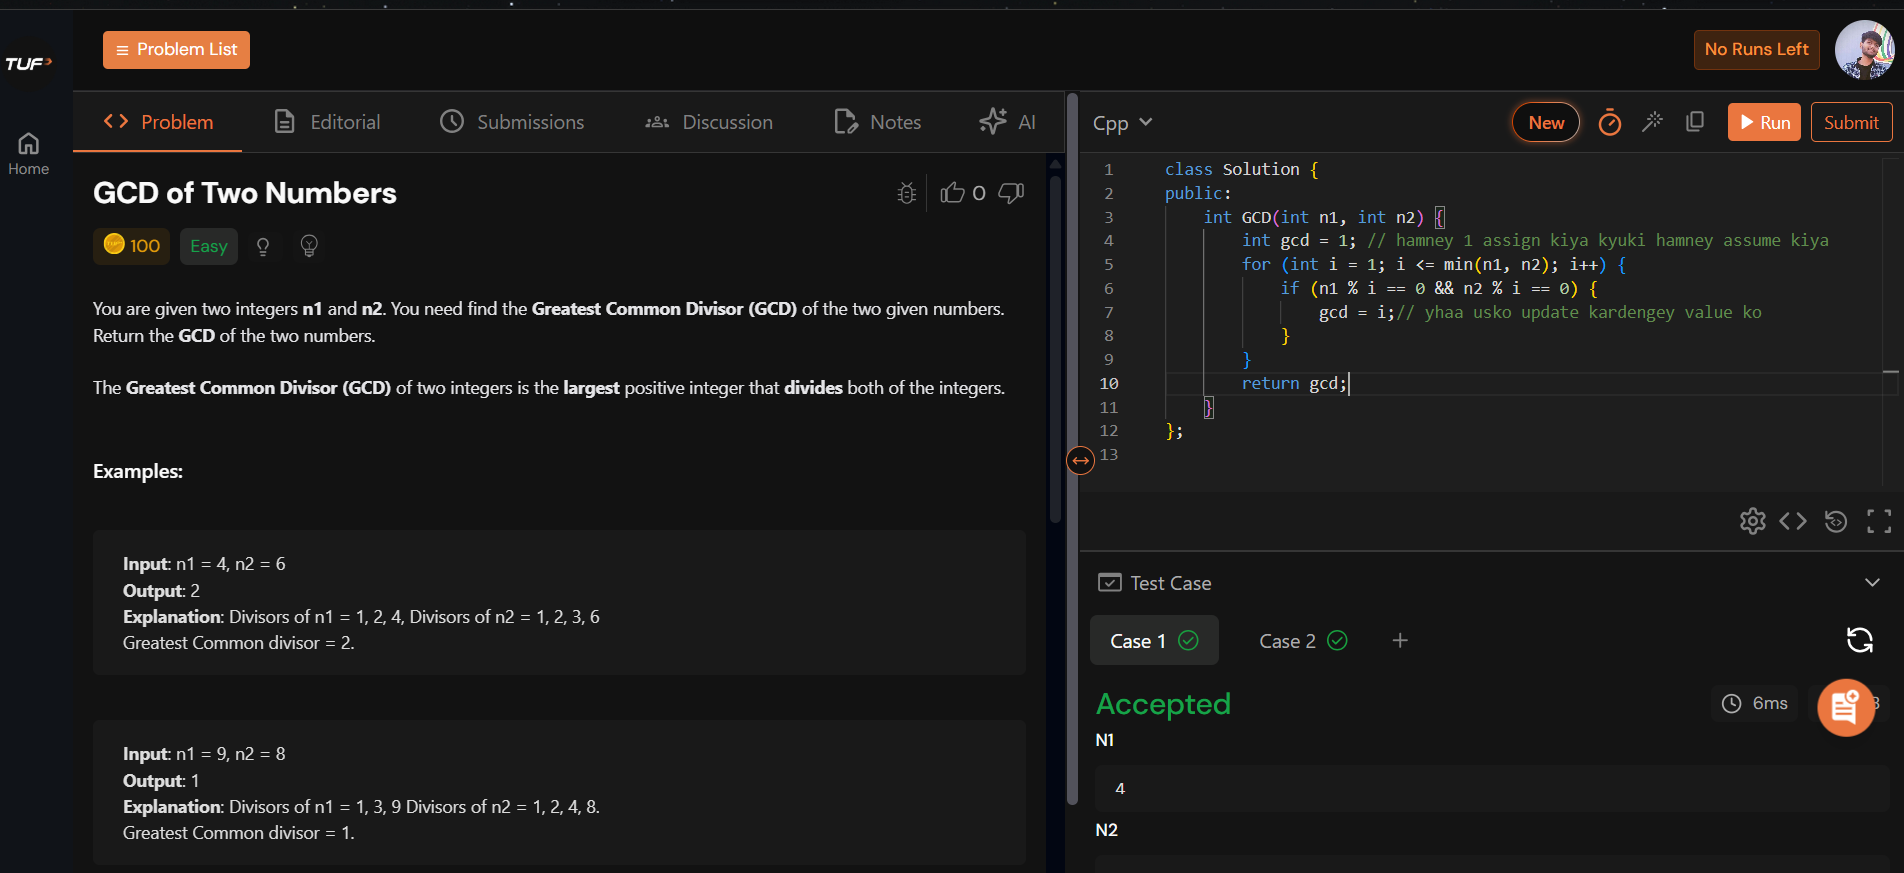 TUF
Problem List
No Runs Left
Home
Problem
Editorial
Submissions
Discussion
Notes
AI
GCD of Two Numbers
0
100
Easy
You are given two integers n1 and n2. You need find the Greatest Common Divisor (GCD) of the two given numbers.
Return the GCD of the two numbers.
The Greatest Common Divisor (GCD) of two integers is the largest positive integer that divides both of the integers.
Examples:
Input: n1 = 4, n2 = 6
Output: 2
Explanation: Divisors of n1 = 1, 2, 4, Divisors of n2 = 1, 2, 3, 6
Greatest Common divisor = 2.
Input: n1 = 9, n2 = 8
Output: 1
Explanation: Divisors of n1 = 1, 3, 9 Divisors of n2 = 1, 2, 4, 8.
Greatest Common divisor = 1.
Cpp
New
Run
Submit
1 class Solution {
2 public:
3 int GCD(int n1, int n2) {
4 int gcd = 1; // hamney 1 assign kiya kyuki hamney assume kiya
5 for (int i = 1; i <= min(n1, n2); i++) {
6 if (n1 % i == 0 && n2 % i == 0) {
7 gcd = i;// yhaa usko update kardengey value ko
8 }
9 }
10 return gcd;
11 }
12 };
13
Test Case
Case 1
Case 2
Accepted
6ms
N1
4
N2